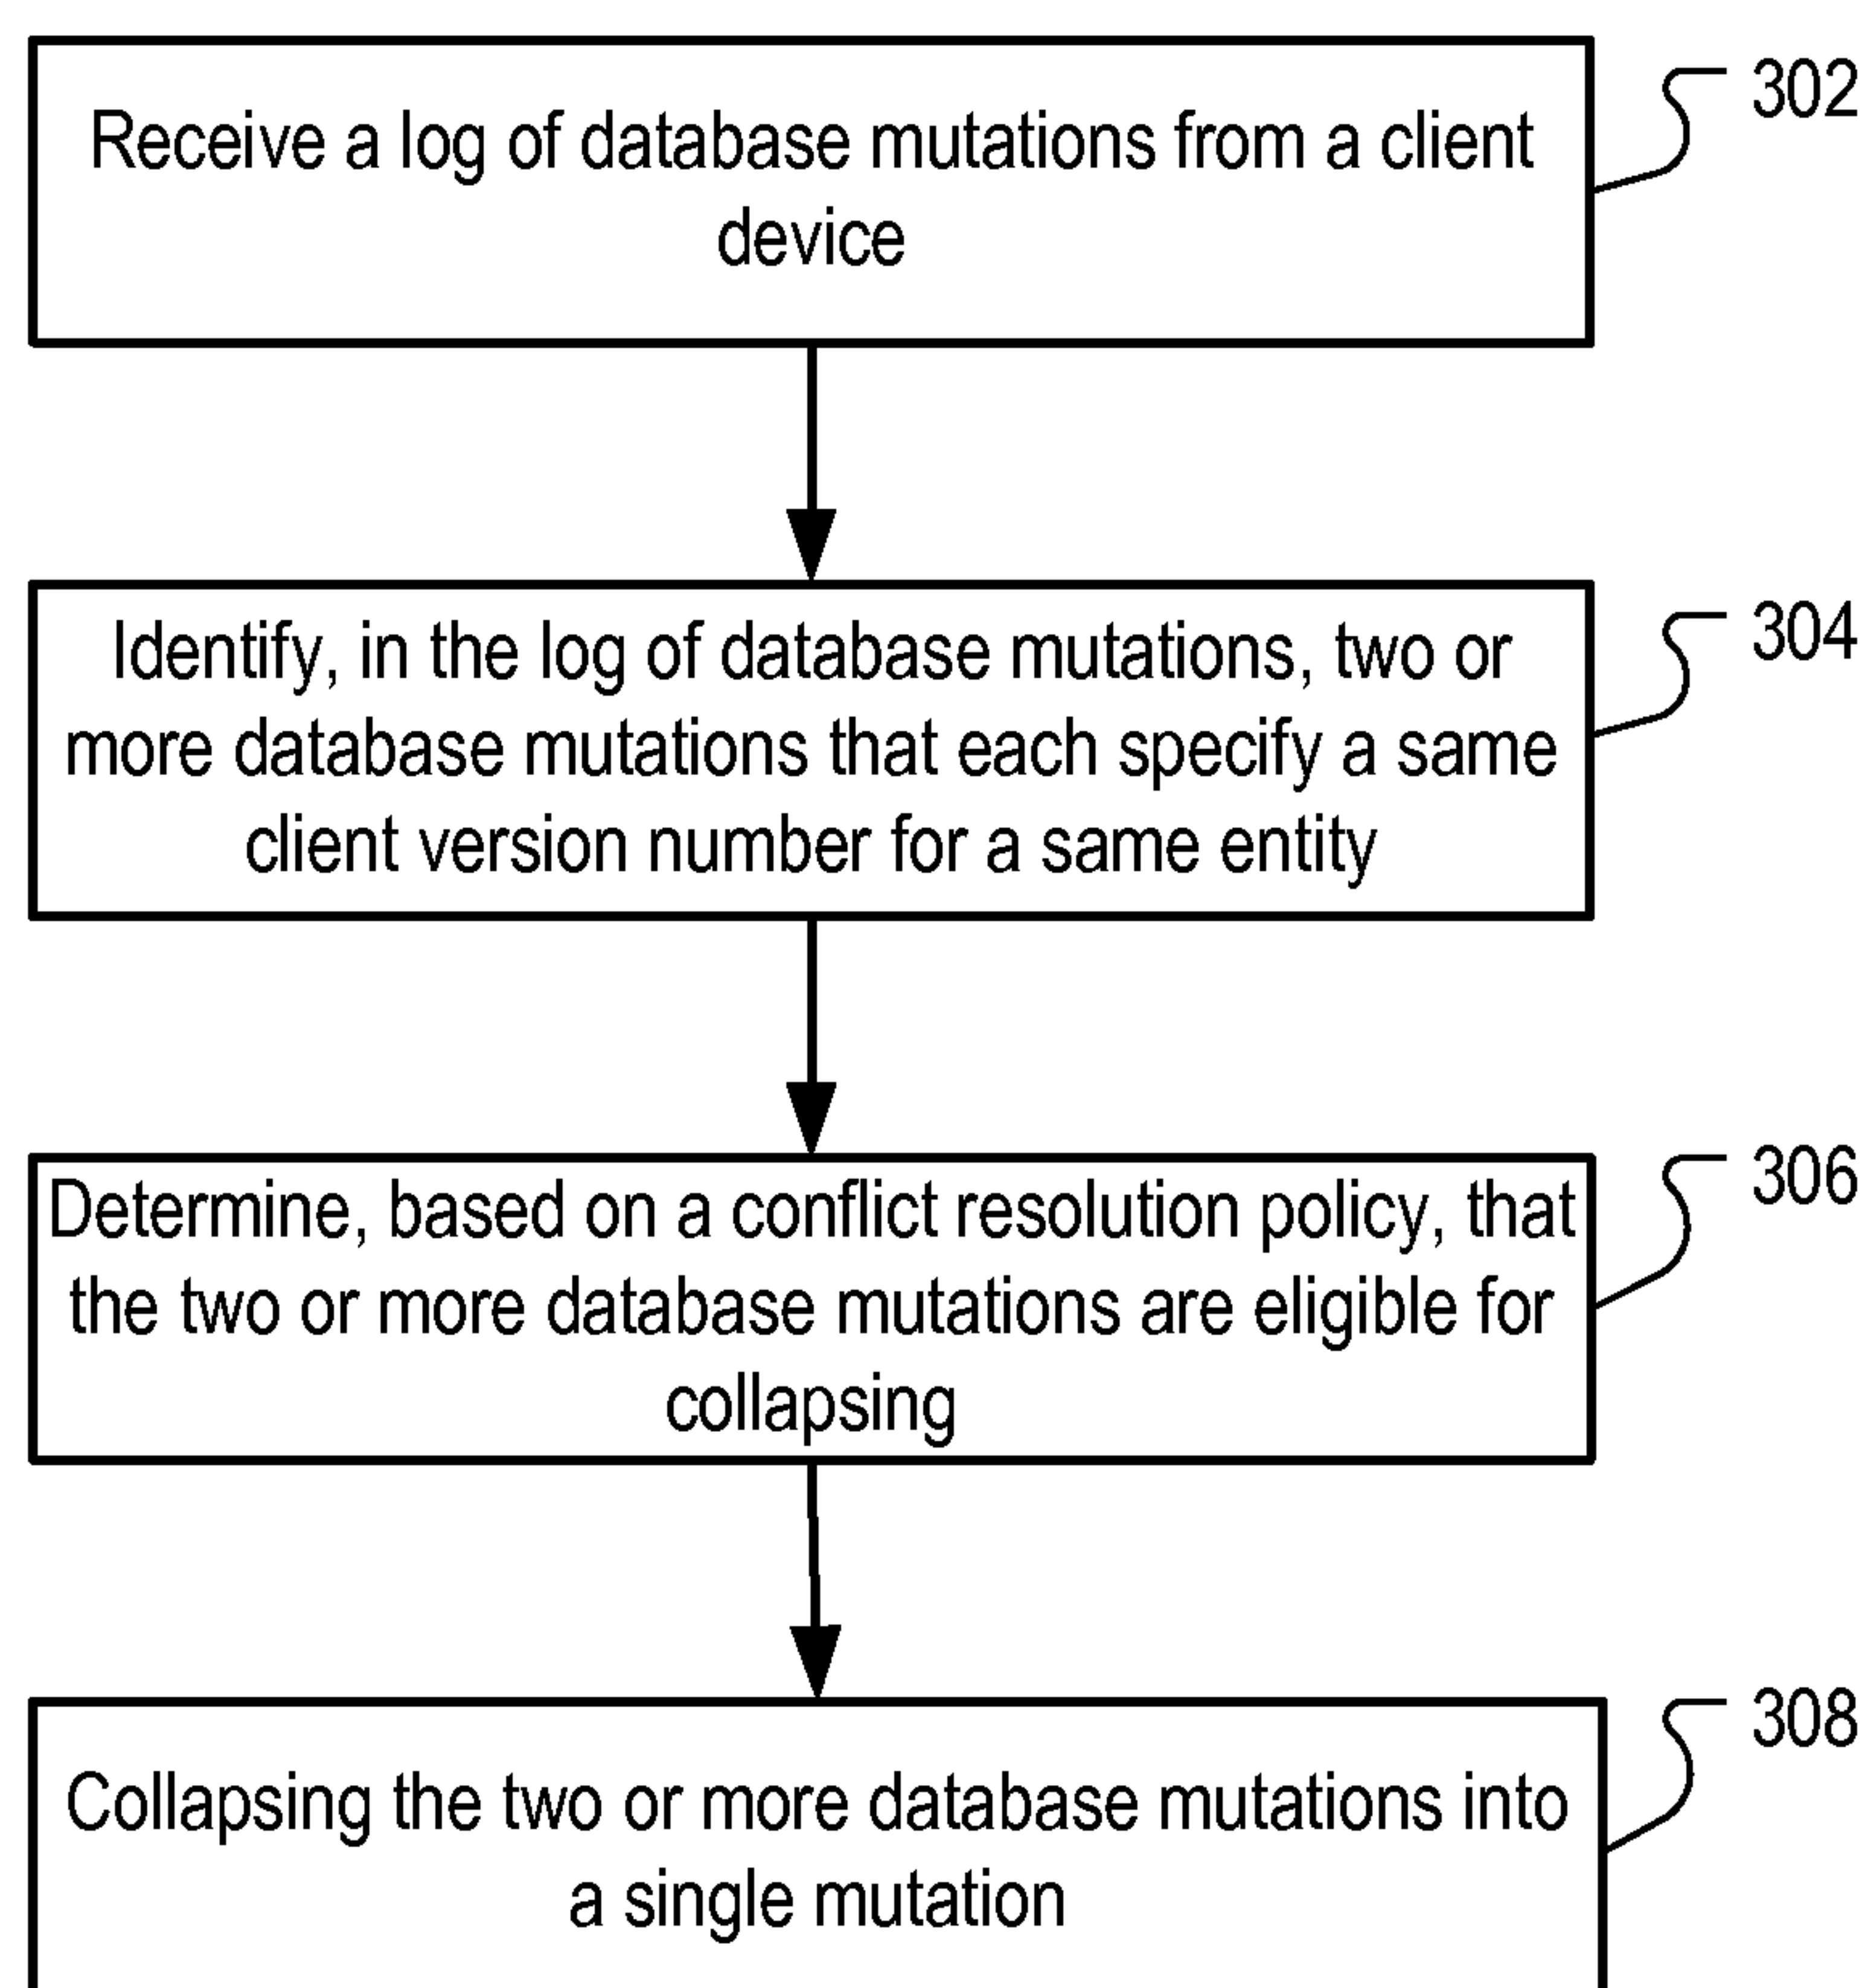 Receive a log of database mutations from a client
device
302
Identify, in the log of database mutations, two or
more database mutations that each specify a same
client version number for a same entity
304
Determine, based on a conflict resolution policy, that
the two or more database mutations are eligible for
collapsing
306
Collapsing the two or more database mutations into
a single mutation
308